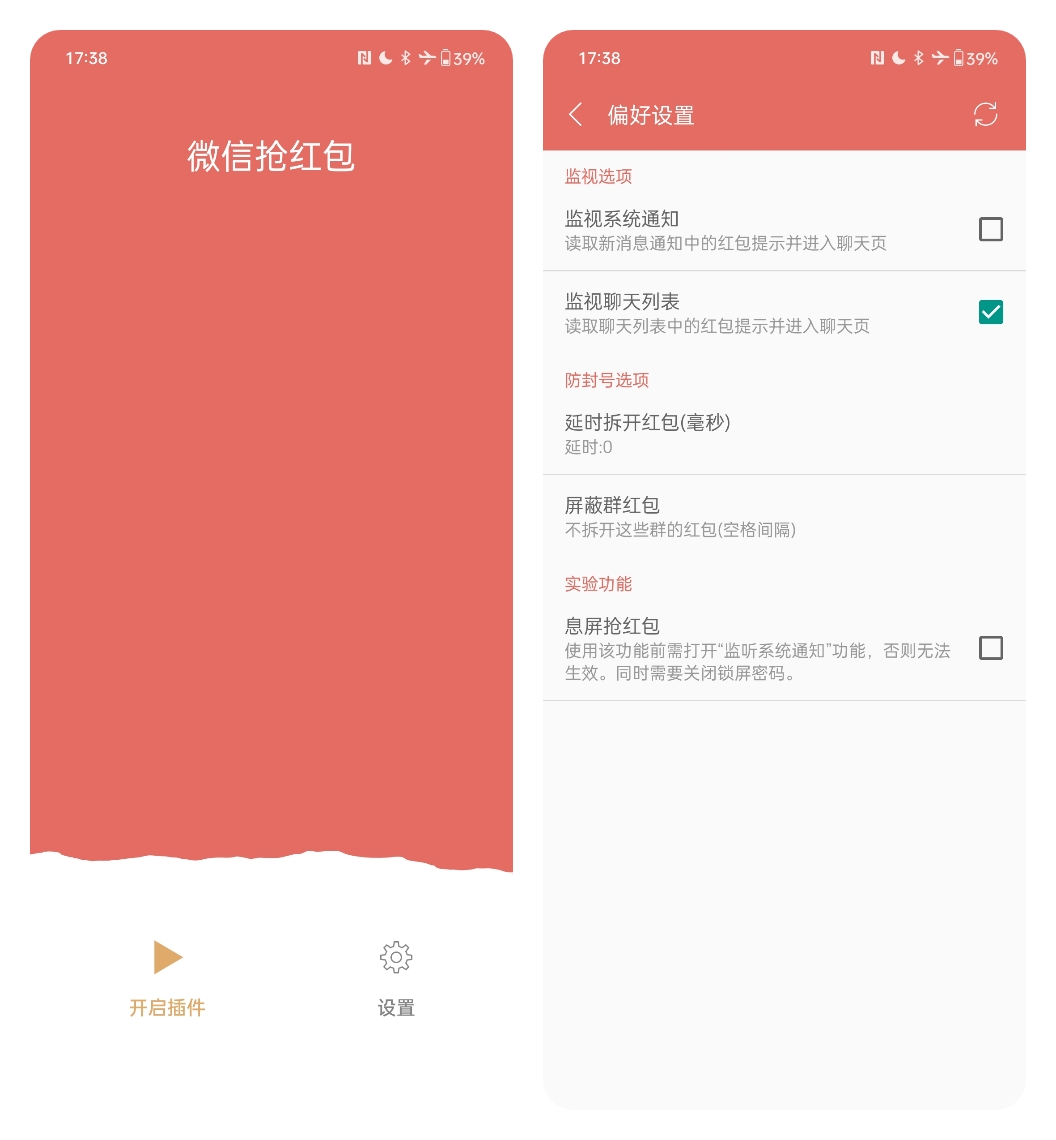 17:38
39%
微信抢红包
开启插件
设置
17:38
39%
偏好设置
监视选项
监视系统通知
读取新消息通知中的红包提示并进入聊天页
监视聊天列表
读取聊天列表中的红包提示并进入聊天页
防封号选项
延时拆开红包(毫秒)
延时:0
屏蔽群红包
不拆开这些群的红包(空格间隔)
实验功能
息屏抢红包
使用该功能前需打开“监听系统通知”功能，否则无法
生效。同时需要关闭锁屏密码。